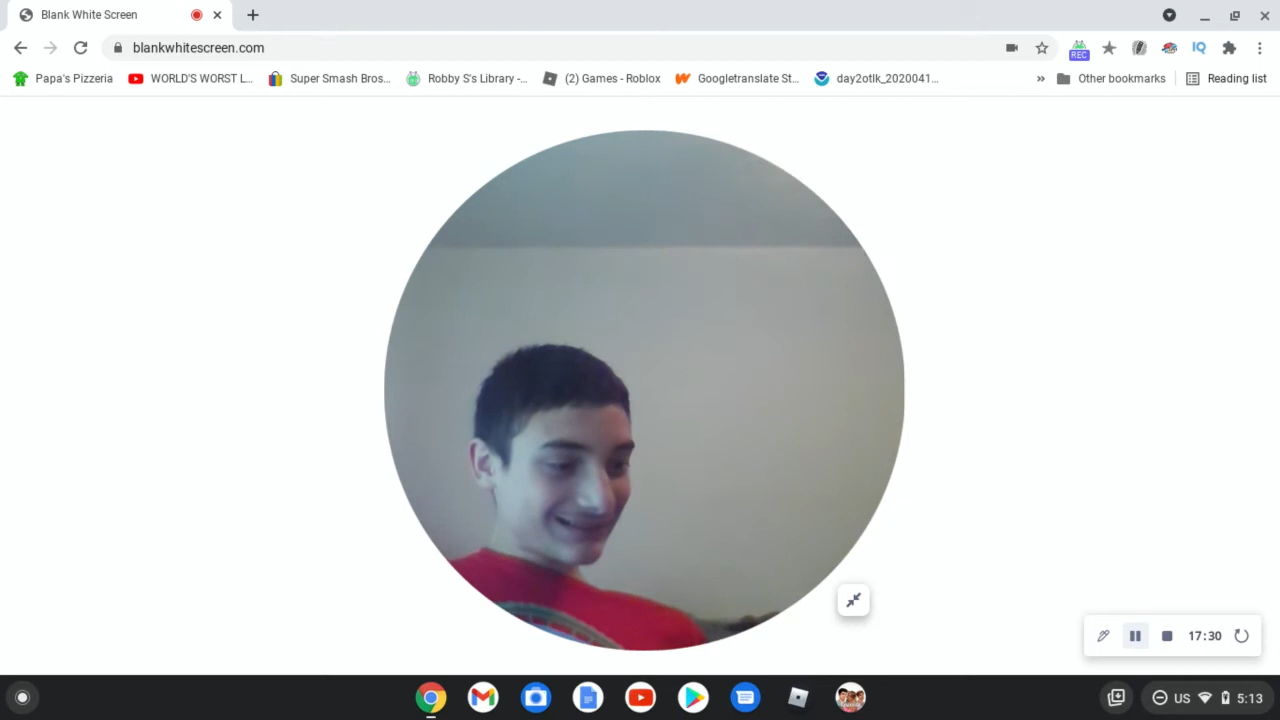 Blank White Screen
blankwhitescreen.com
REC
IQ
Papa's Pizzeria
WORLD'S WORST L...
Super Smash Bros...
Robby S's Library -...
(2) Games - Roblox
Googletranslate St...
day2otlk_2020041...
»
Other bookmarks
Reading list
17:30
US
5:13